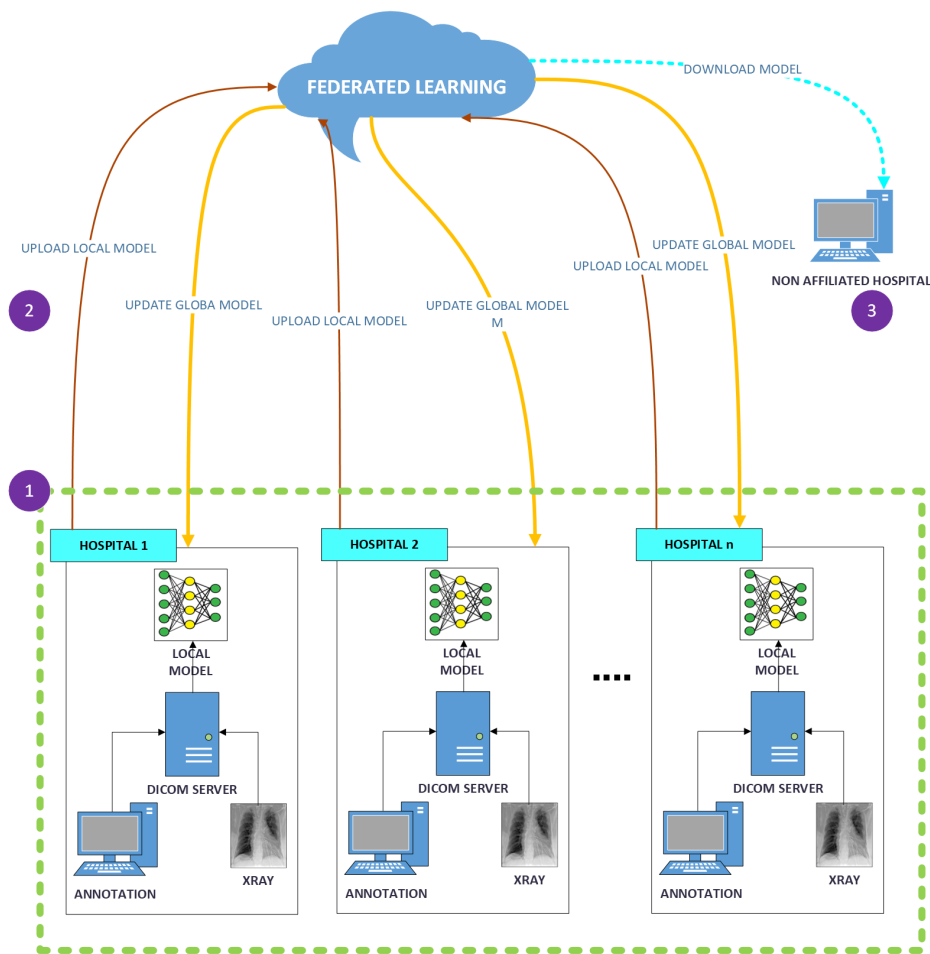 FEDERATED LEARNING
DOWNLOAD MODEL
UPLOAD LOCAL MODEL
UPDATE GLOBAL MODEL
UPLOAD LOCAL MODEL
NON AFFILIATED HOSPITAL
2
UPDATE GLOBA MODEL
UPDATE GLOBAL MODEL
M
UPLOAD LOCAL MODEL
3
1
HOSPITAL 1
HOSPITAL 2
HOSPITAL n
LOCAL
MODEL
LOCAL
MODEL
LOCAL
MODEL
....
DICOM SERVER
DICOM SERVER
DICOM SERVER
ANNOTATION
XRAY
ANNOTATION
XRAY
ANNOTATION
XRAY